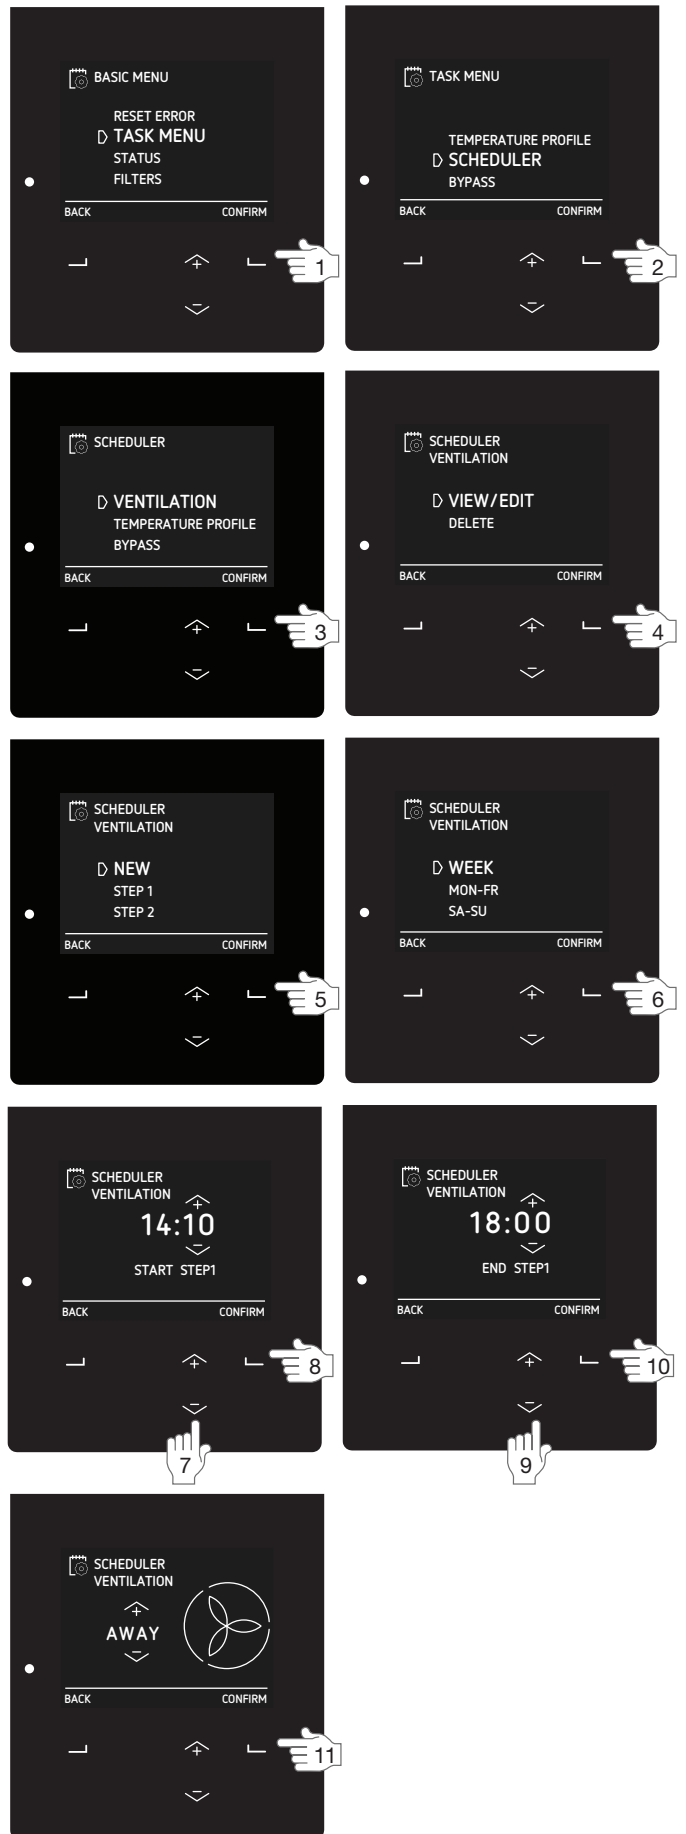 BASIC MENU
RESET ERROR
TASK MENU
STATUS
FILTERS
BACK CONFIRM
1
TASK MENU
TEMPERATURE PROFILE
SCHEDULER
BYPASS
BACK CONFIRM
2
SCHEDULER
VENTILATION
TEMPERATURE PROFILE
BYPASS
BACK CONFIRM
3
SCHEDULER
VENTILATION
VIEW/EDIT
DELETE
BACK CONFIRM
4
SCHEDULER
VENTILATION
NEW
STEP 1
STEP 2
BACK CONFIRM
5
SCHEDULER
VENTILATION
WEEK
MON-FR
SA-SU
BACK CONFIRM
6
SCHEDULER
VENTILATION
14:10
START STEP1
BACK CONFIRM
8
7
SCHEDULER
VENTILATION
18:00
END STEP1
BACK CONFIRM
10
9
SCHEDULER
VENTILATION
AWAY
BACK CONFIRM
11